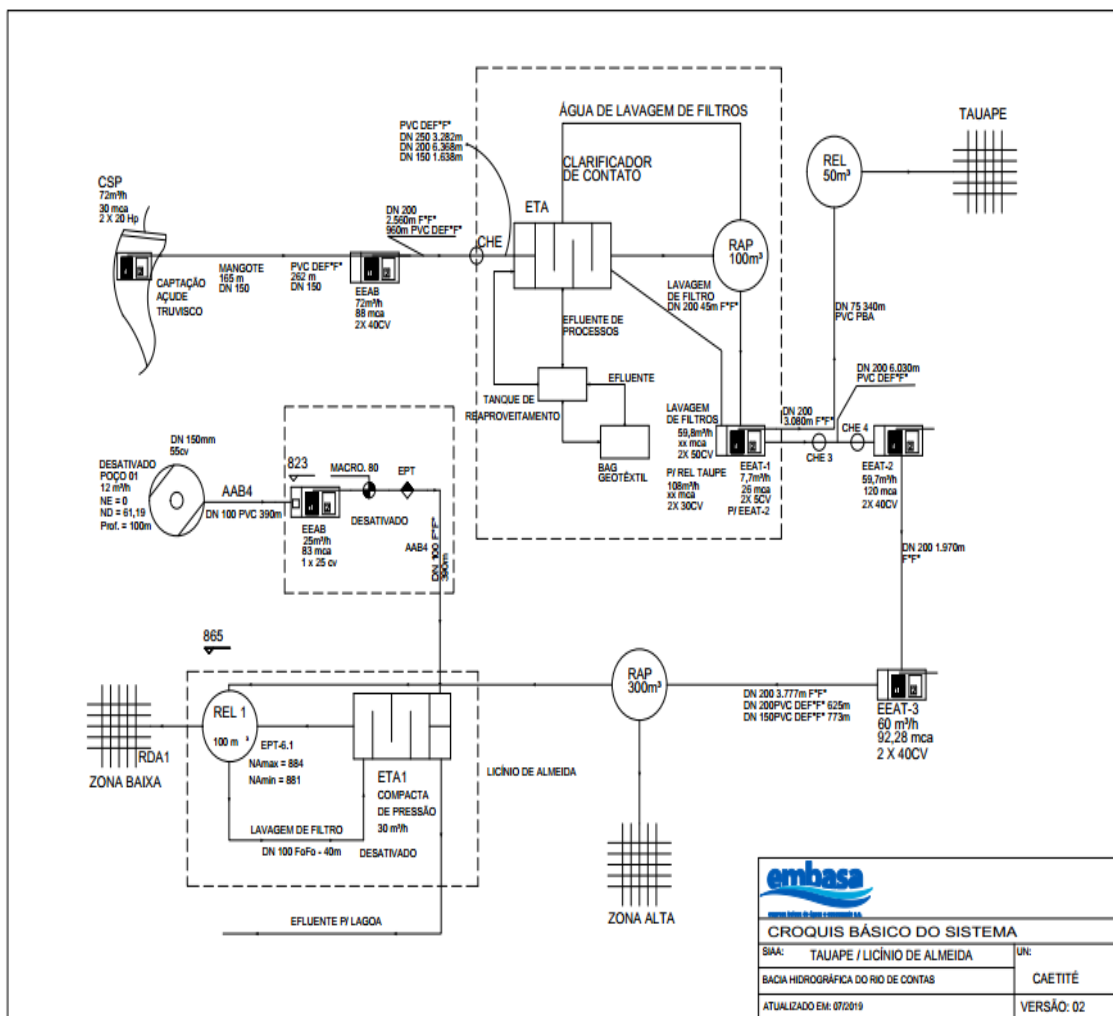 ÁGUA DE LAVAGEM DE FILTROS
TAUAPE
PVC DEF"F"
DN 250 3.282m
DN 200 6.368m
DN 150 1.638m
CLARIFICADOR
DE CONTATO
REL
50m³
CSP
72m³/h
30 mca
2 X 20 Hp
ETA
DN 200
2.560m F"F"
960m PVC DEF"F"
CHE
RAP
100m³
MANGOTE
165 m
DN 150
PVC DEF"F"
262 m
DN 150
CAPTAÇÃO
AÇUDE
TRUVISCO
EEAB
72m³/h
88 mca
2X 40CV
LAVAGEM
DE FILTRO
DN 200 45m F"F"
DN 75 340m
PVC PBA
EFLUENTE DE
PROCESSOS
EFLUENTE
DN 200 6.030m
PVC DEF"F"
TANQUE DE
REAPROVEITAMENTO
BAG
GEOTÊXTIL
LAVAGEM
DE FILTROS
59,8m³/h
xx mca
2X 50CV
DN 200
3.080m F"F"
CHE 3
CHE 4
P/ REL TAUPE
108m³/h
xx mca
2X 30CV
EEAT-1
7,7m³/h
26 mca
2X 5CV
P/ EEAT-2
EEAT-2
59,7m³/h
120 mca
2X 40CV
DN 150mm
55cv
DESATIVADO
POÇO 01
12 m³/h
NE = 0
ND = 61,19
Prof. = 100m
AAB4
DN 100 PVC 390m
823
MACRO. 80
EPT
DESATIVADO
EEAB
25m³/h
83 mca
1 x 25 cv
AAB4
DN 100 F"F"
390m
DN 200 1.970m
F"F"
865
RAP
300m³
DN 200 3.777m F"F"
DN 200PVC DEF"F" 625m
DN 150PVC DEF"F" 773m
EEAT-3
60 m³/h
92,28 mca
2 X 40CV
REL 1
100 m³
RDA1
ZONA BAIXA
EPT-6.1
NAmax = 884
NAmin = 881
ETA1
COMPACTA
DE PRESSÃO
30 m³/h
LICÍNIO DE ALMEIDA
LAVAGEM DE FILTRO
DN 100 FoFo - 40m
DESATIVADO
EFLUENTE P/ LAGOA
ZONA ALTA
embasa
CROQUIS BÁSICO DO SISTEMA
SIAA: TAUAPE / LICÍNIO DE ALMEIDA
UN:
CAETITÉ
BACIA HIDROGRÁFICA DO RIO DE CONTAS
ATUALIZADO EM: 07/2019
VERSÃO: 02